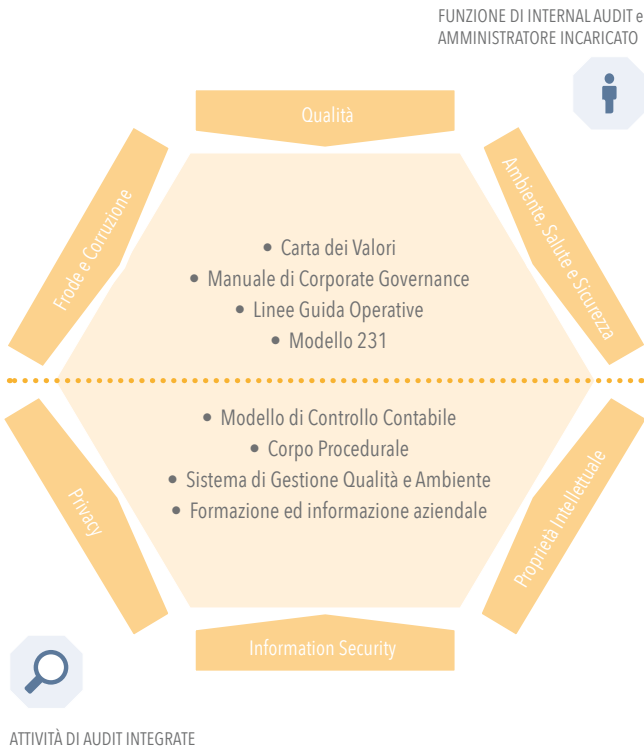 FUNZIONE DI INTERNAL AUDIT e
AMMINISTRATORE INCARICATO
Qualità
Frode e Corruzione
Ambiente, Salute e Sicurezza
• Carta dei Valori
• Manuale di Corporate Governance
• Linee Guida Operative
• Modello 231
• Modello di Controllo Contabile
• Corpo Procedurale
• Sistema di Gestione Qualità e Ambiente
• Formazione ed informazione aziendale
Privacy
Proprietà Intellettuale
Information Security
ATTIVITÀ DI AUDIT INTEGRATE